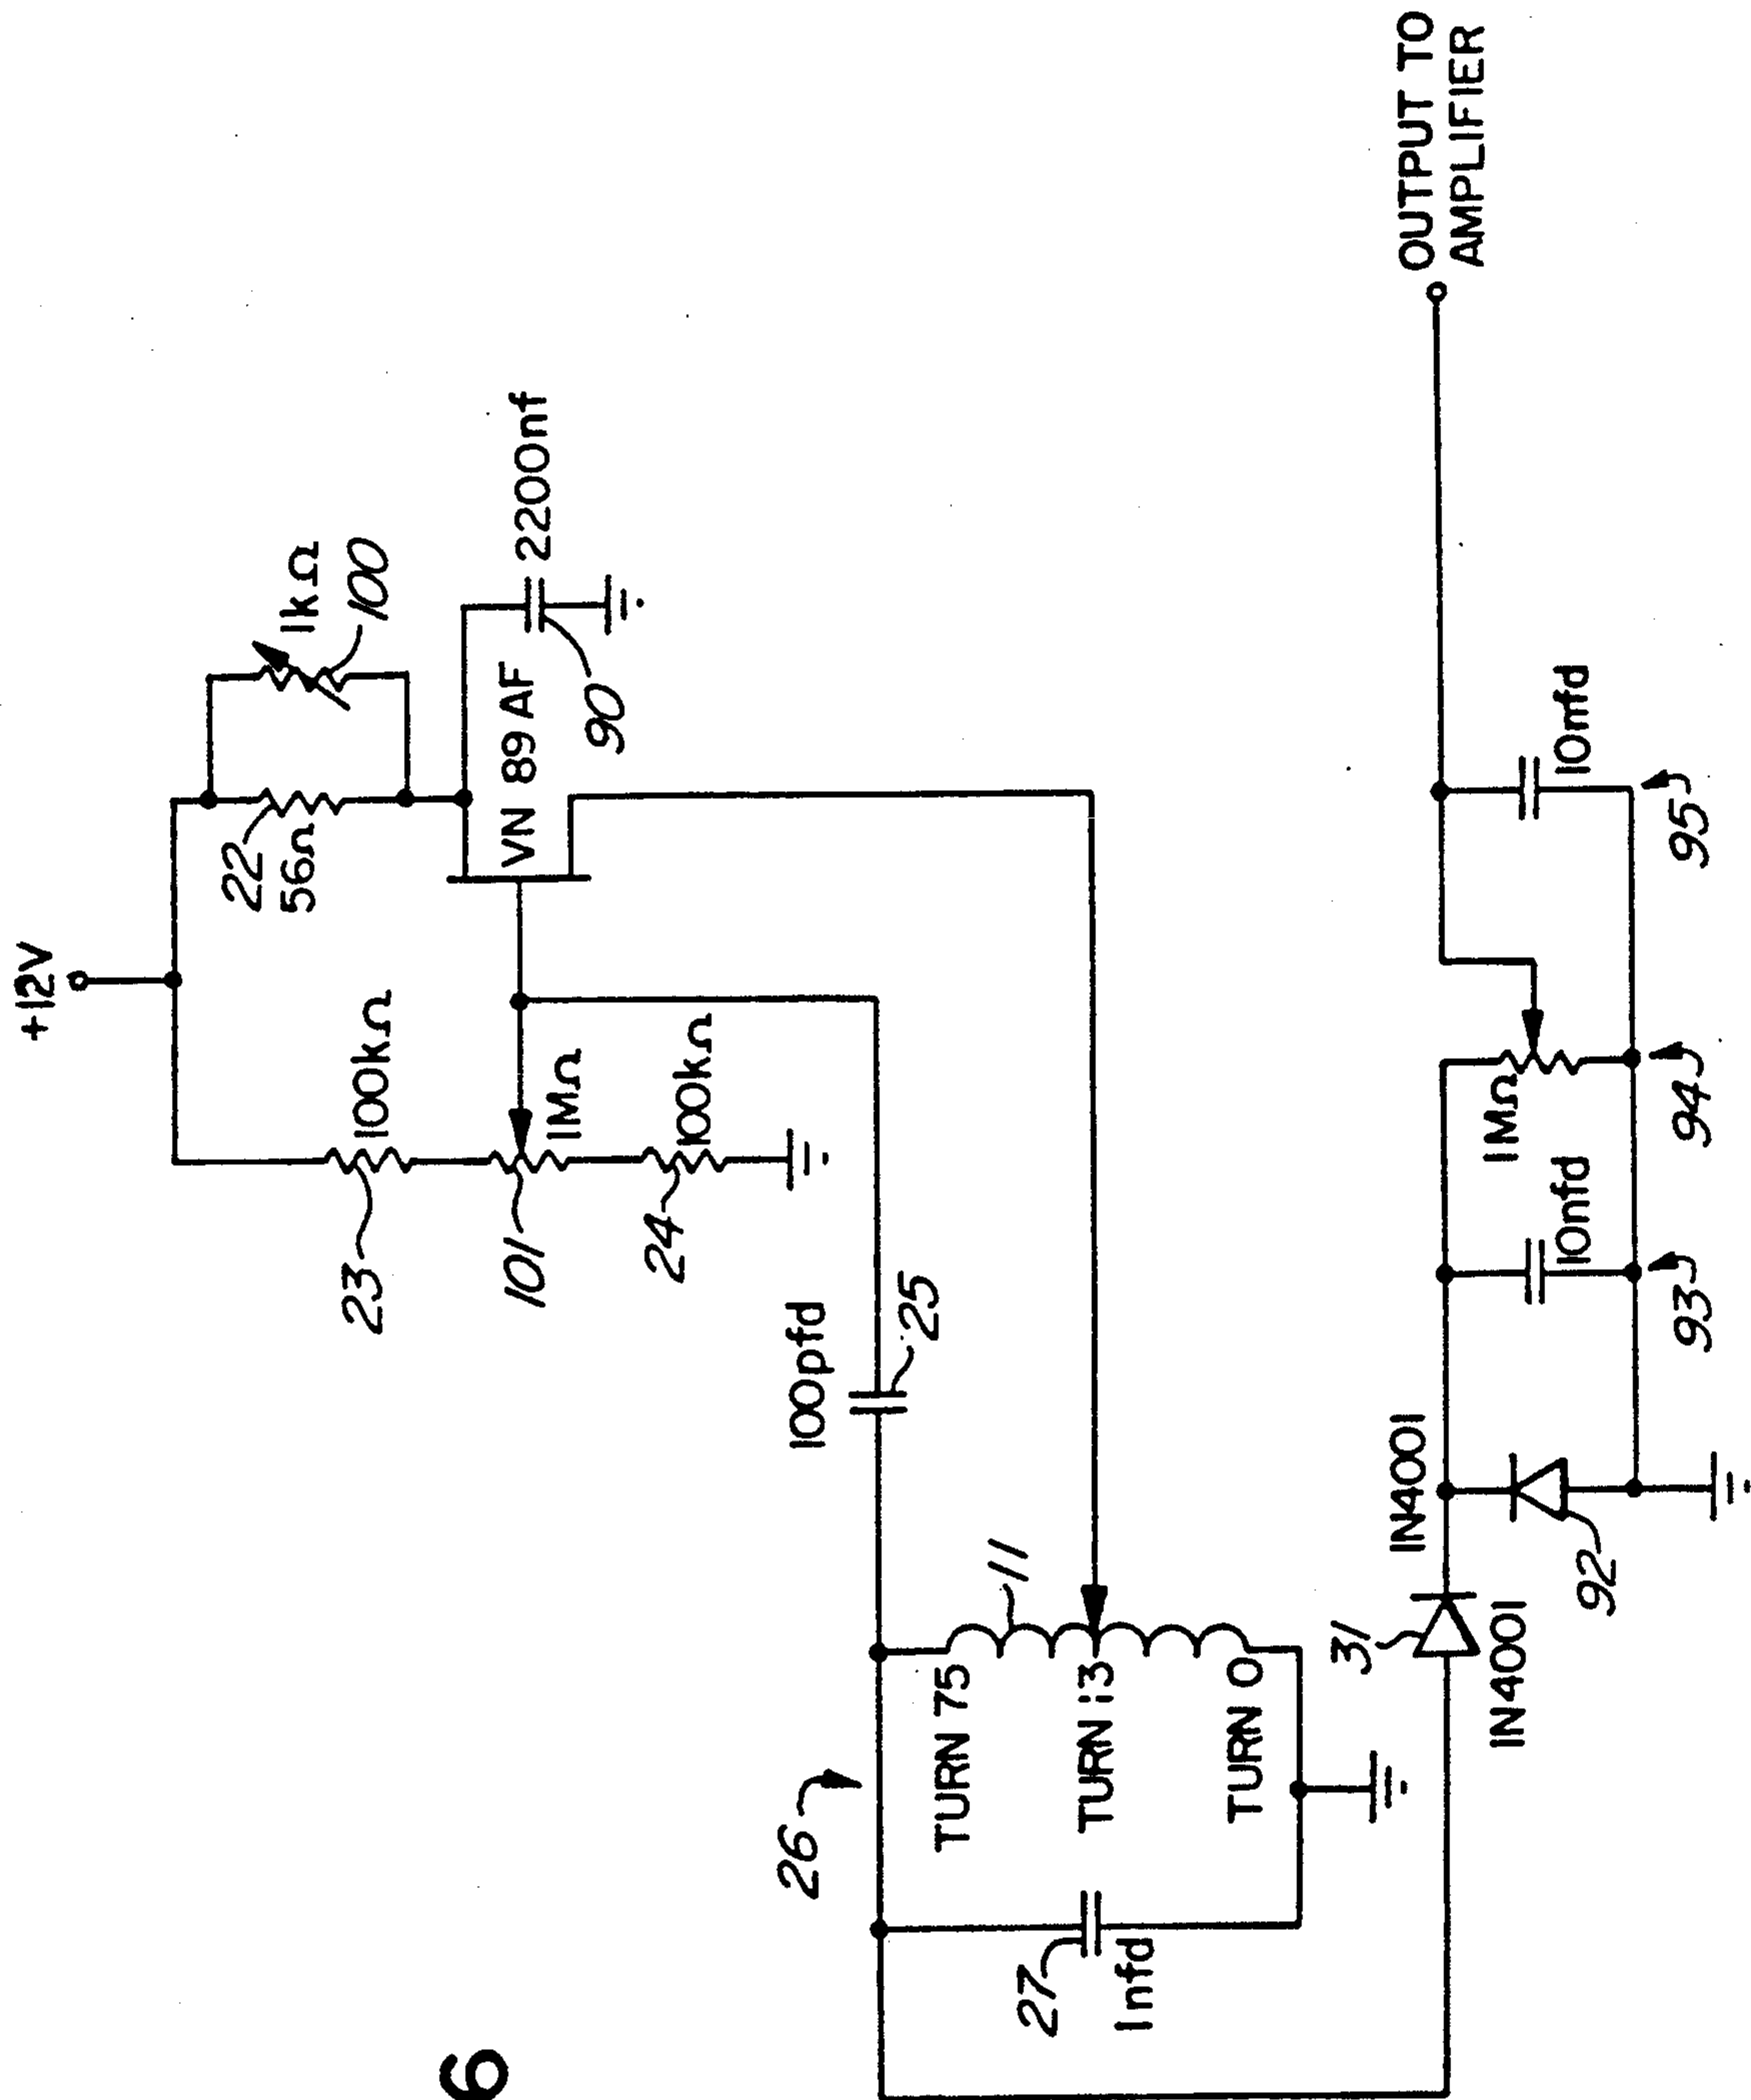 +12V
23
100kΩ
22
56Ω
1kΩ
100
101
1MΩ
VN 89 AF
2200nf
90
24
100kΩ
100pfd
25
26
TURN 75
11
27
1nfd
TURN 13
TURN 0
31
IN4001
IN4001
92
10nfd
93
1MΩ
94
10nfd
95
OUTPUT TO
AMPLIFIER
6